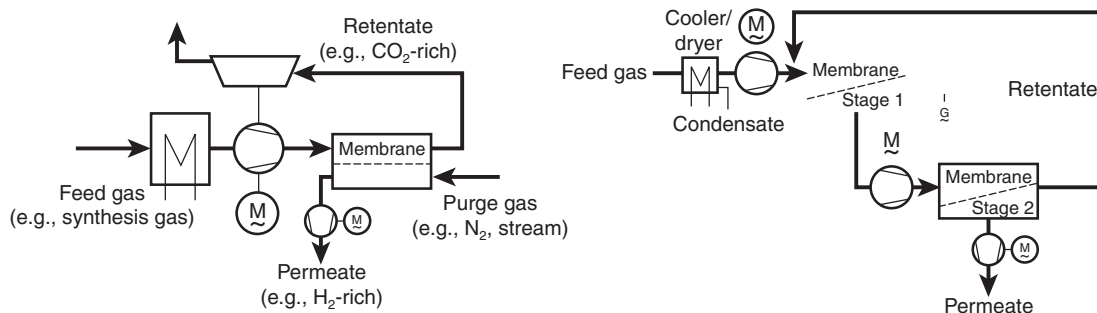 Retentate
(e.g., CO₂-rich)
Membrane
Feed gas
(e.g., synthesis gas)
M
~
M
~
Purge gas
(e.g., N₂, stream)
Permeate
(e.g., H₂-rich)
Cooler/
dryer
M
~
Feed gas
Membrane
Stage 1
Condensate
G
~
Retentate
M
~
Membrane
Stage 2
M
~
Permeate